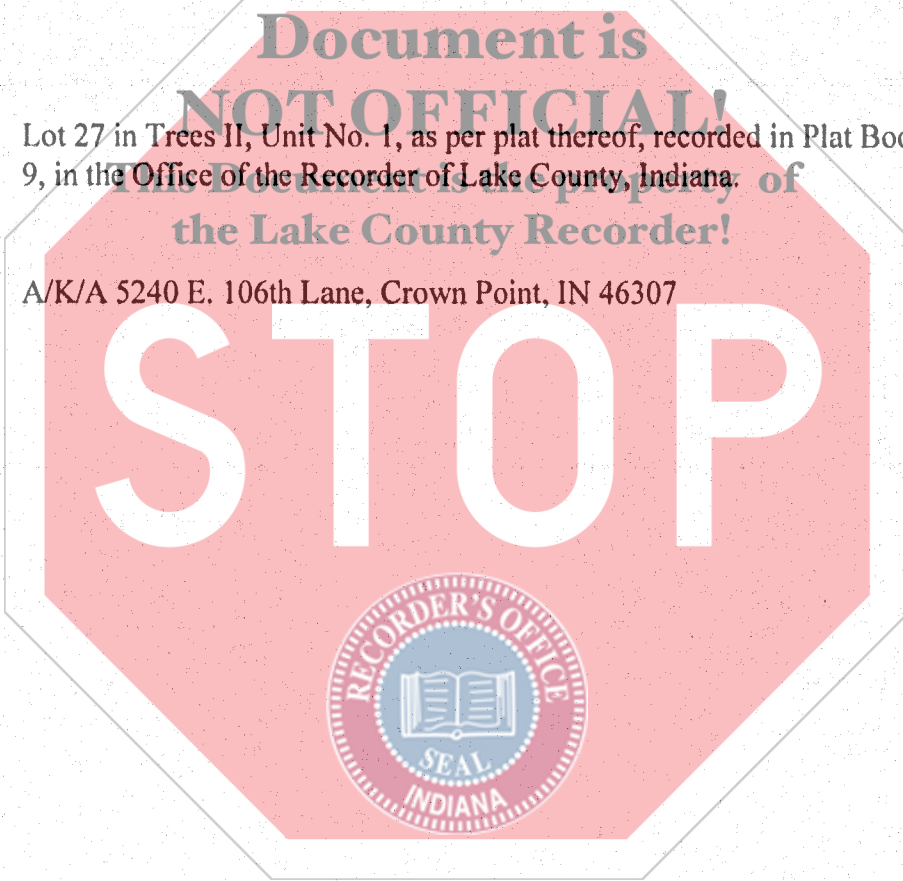 Document is
NOT OFFICIAL!
Lot 27 in Trees II, Unit No. 1, as per plat thereof, recorded in Plat
9, in the Office of the Recorder of Lake County, Indiana.
This Document is the property of
the Lake County Recorder!
A/K/A 5240 E. 106th Lane, Crown Point, IN 46307
STOP
RECORDER'S OFFICE
SEAL
INDIANA